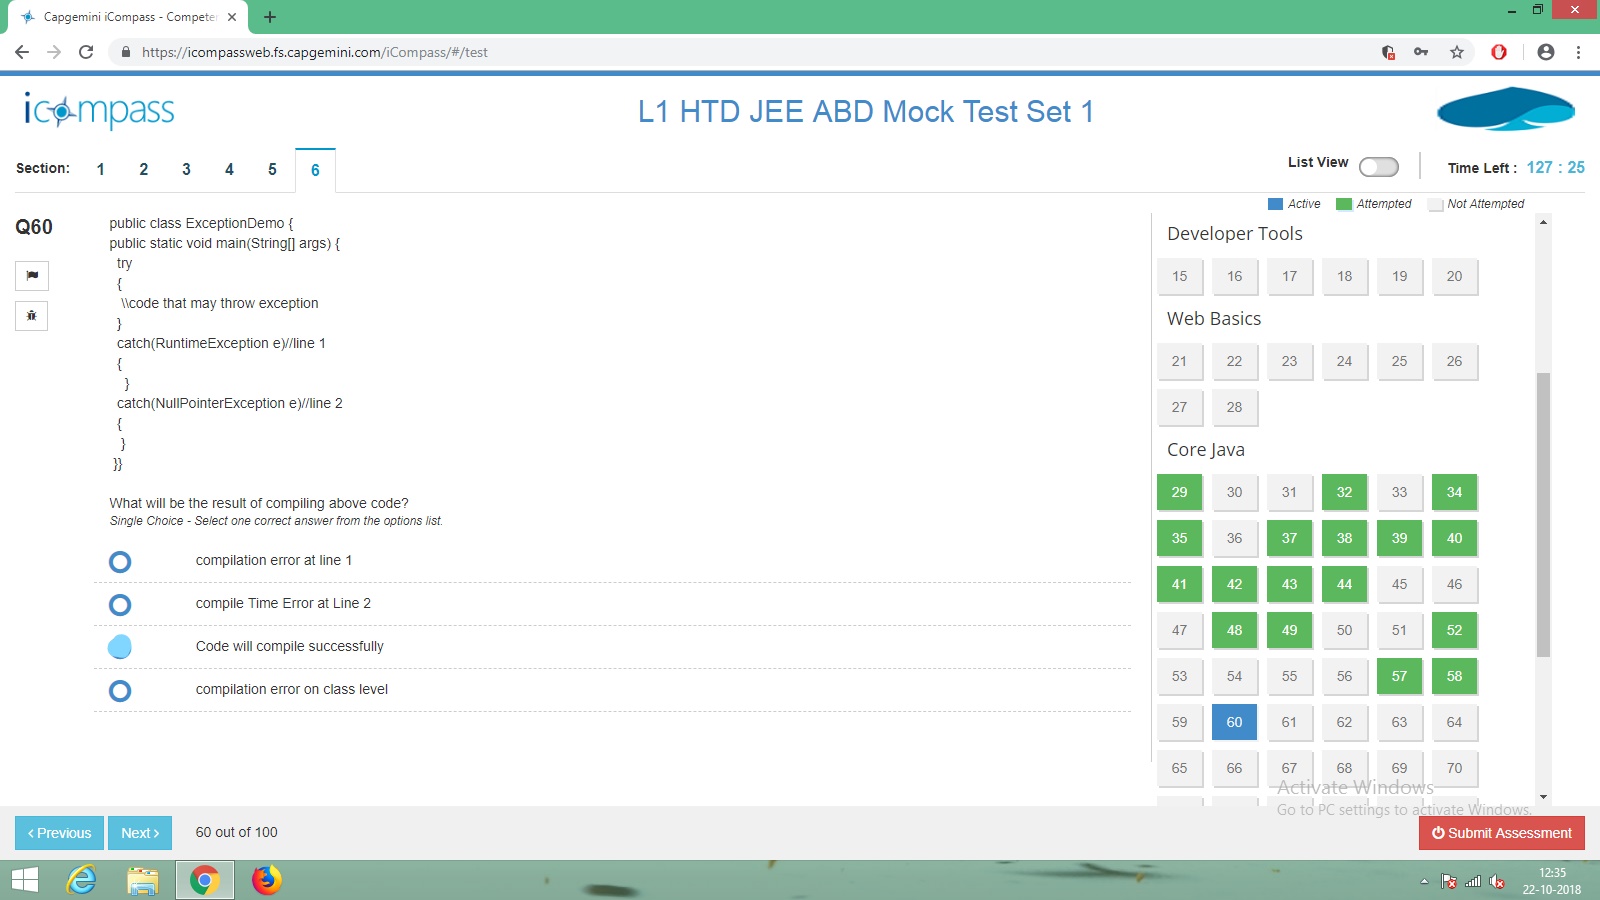 Capgemini iCompass - Competen
https://icompassweb.fs.capgemini.com/iCompass/#/test
icompass
L1 HTD JEE ABD Mock Test Set 1
Section: 1 2 3 4 5 6
List View
Time Left : 127 : 25
Active Attempted Not Attempted
Q60
public class ExceptionDemo {
public static void main(String[] args) {
try
{
\\code that may throw exception
}
catch(RuntimeException e)//line 1
{
}
catch(NullPointerException e)//line 2
{
}
}}
What will be the result of compiling above code?
Single Choice - Select one correct answer from the options list.
compilation error at line 1
compile Time Error at Line 2
Code will compile successfully
compilation error on class level
Developer Tools
15 16 17 18 19 20
Web Basics
21 22 23 24 25 26
27 28
Core Java
29 30 31 32 33 34
35 36 37 38 39 40
41 42 43 44 45 46
47 48 49 50 51 52
53 54 55 56 57 58
59 60 61 62 63 64
65 66 67 68 69 70
Activate Windows
Go to PC settings to activate Windows.
Previous Next 60 out of 100
Submit Assessment
12:35
22-10-2018